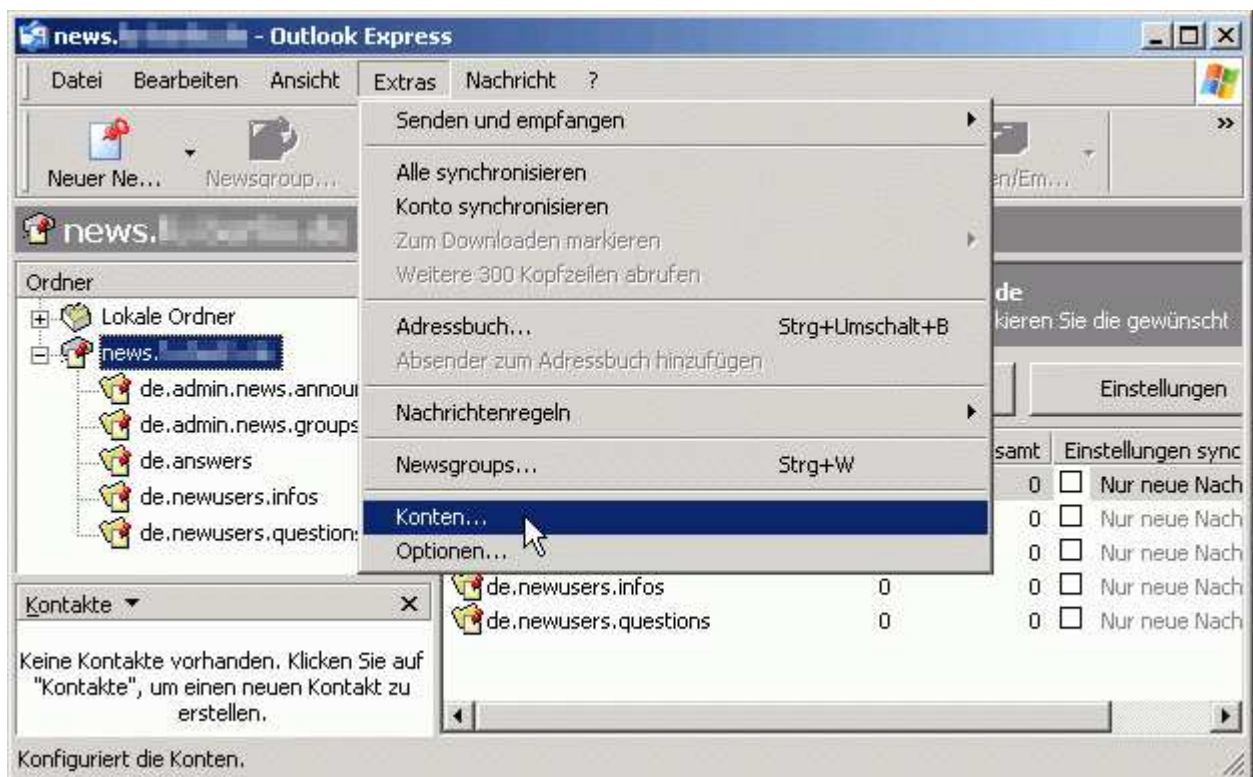 news. - Outlook Express
Datei Bearbeiten Ansicht Extras Nachricht ?
Neuer Ne... Newsgroup... en/Em... »
news.
Ordner
Lokale Ordner
news.
de.admin.news.annou
de.admin.news.groups
de.answers
de.newusers.infos
de.newusers.question
Kontakte
Keine Kontakte vorhanden. Klicken Sie auf
"Kontakte", um einen neuen Kontakt zu
erstellen.
Senden und empfangen
Alle synchronisieren
Konto synchronisieren
Zum Downloaden markieren
Weitere 300 Kopfzeilen abrufen
Adressbuch... Strg+Umschalt+B
Absender zum Adressbuch hinzufügen
Nachrichtenregeln
Newsgroups... Strg+W
Konten...
Optionen...
de
kieren Sie die gewünscht
Einstellungen
samt Einstellungen sync
0 Nur neue Nach
0 Nur neue Nach
0 Nur neue Nach
de.newusers.infos 0 0 Nur neue Nach
de.newusers.questions 0 0 Nur neue Nach
Konfiguriert die Konten.